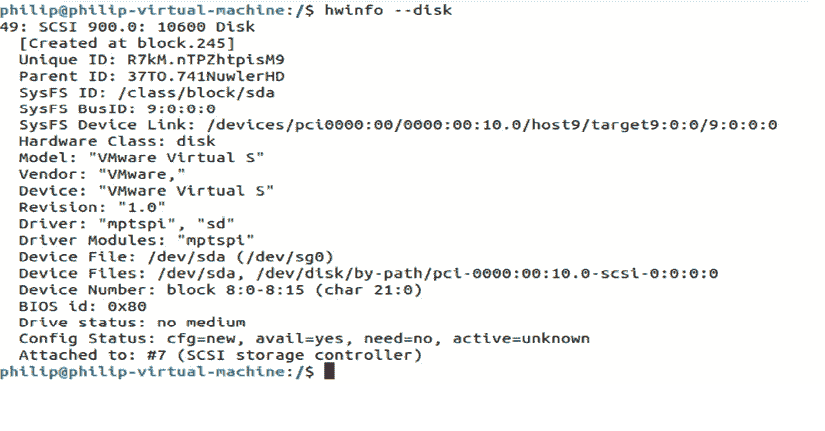 philip@philip-virtual-machine:/$ hwinfo --disk
49: SCSI 900.0: 10600 Disk
[Created at block.245]
Unique ID: R7kM.nTPZhtpisM9
Parent ID: 37TO.741NuwlerHD
SysFS ID: /class/block/sda
SysFS BusID: 9:0:0:0
SysFS Device Link: /devices/pci0000:00/0000:00:10.0/host9/target9:0:0/9:0:0:0
Hardware Class: disk
Model: "VMware Virtual S"
Vendor: "VMware,"
Device: "VMware Virtual S"
Revision: "1.0"
Driver: "mptspi", "sd"
Driver Modules: "mptspi"
Device File: /dev/sda (/dev/sg0)
Device Files: /dev/sda, /dev/disk/by-path/pci-0000:00:10.0-scsi-0:0:0:0
Device Number: block 8:0-8:15 (char 21:0)
BIOS id: 0x80
Drive status: no medium
Config Status: cfg=new, avail=yes, need=no, active=unknown
Attached to: #7 (SCSI storage controller)
philip@philip-virtual-machine:/$